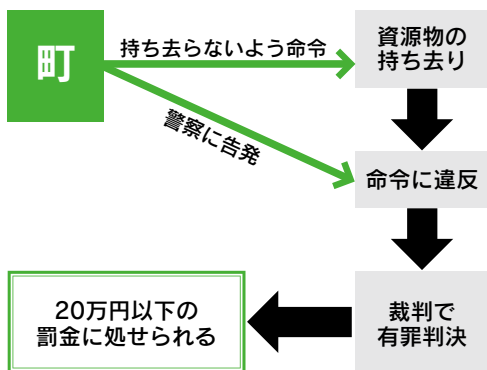 町
持ち去らないよう命令
資源物の
持ち去り
警察に告発
命令に違反
裁判で
有罪判決
20万円以下の
罰金に処せられる